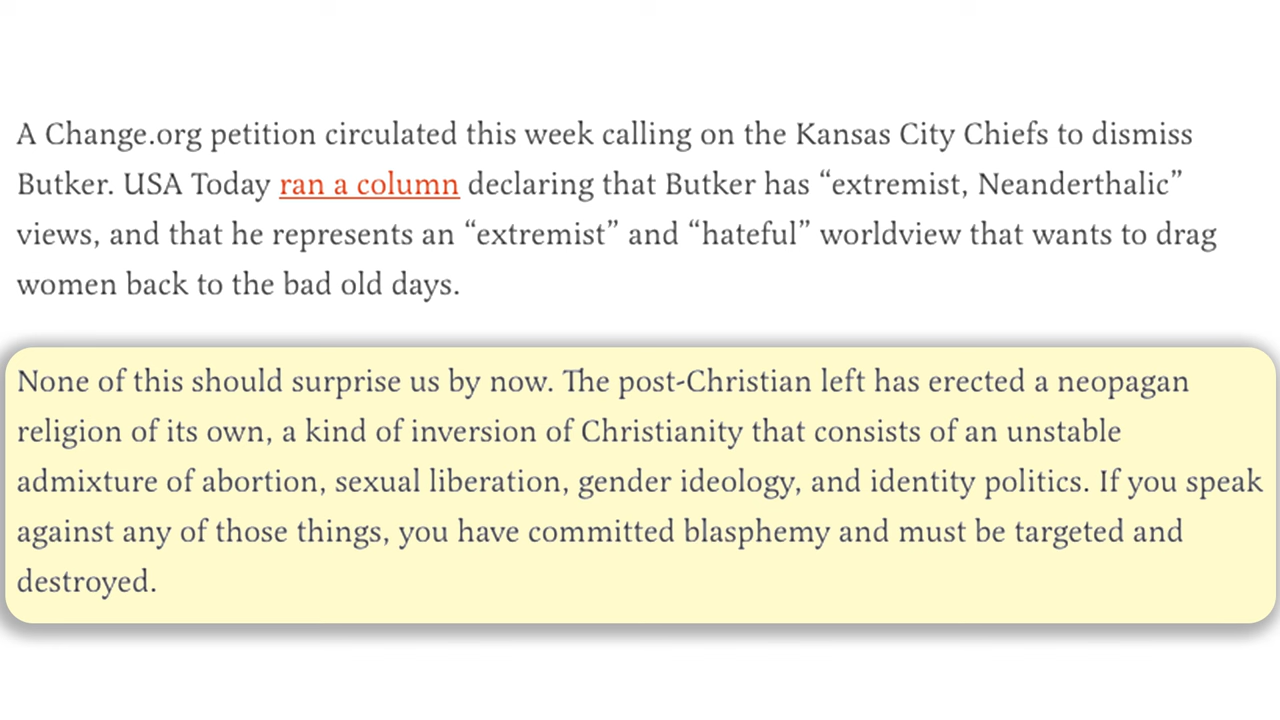 A Change.org petition circulated this week calling on the Kansas City Chiefs to dismiss
Butker. USA Today ran a column declaring that Butker has “extremist, Neanderthalic”
views, and that he represents an “extremist” and “hateful” worldview that wants to drag
women back to the bad old days.
None of this should surprise us by now. The post-Christian left has erected a neopagan
religion of its own, a kind of inversion of Christianity that consists of an unstable
admixture of abortion, sexual liberation, gender ideology, and identity politics. If you speak
against any of those things, you have committed blasphemy and must be targeted and
destroyed.